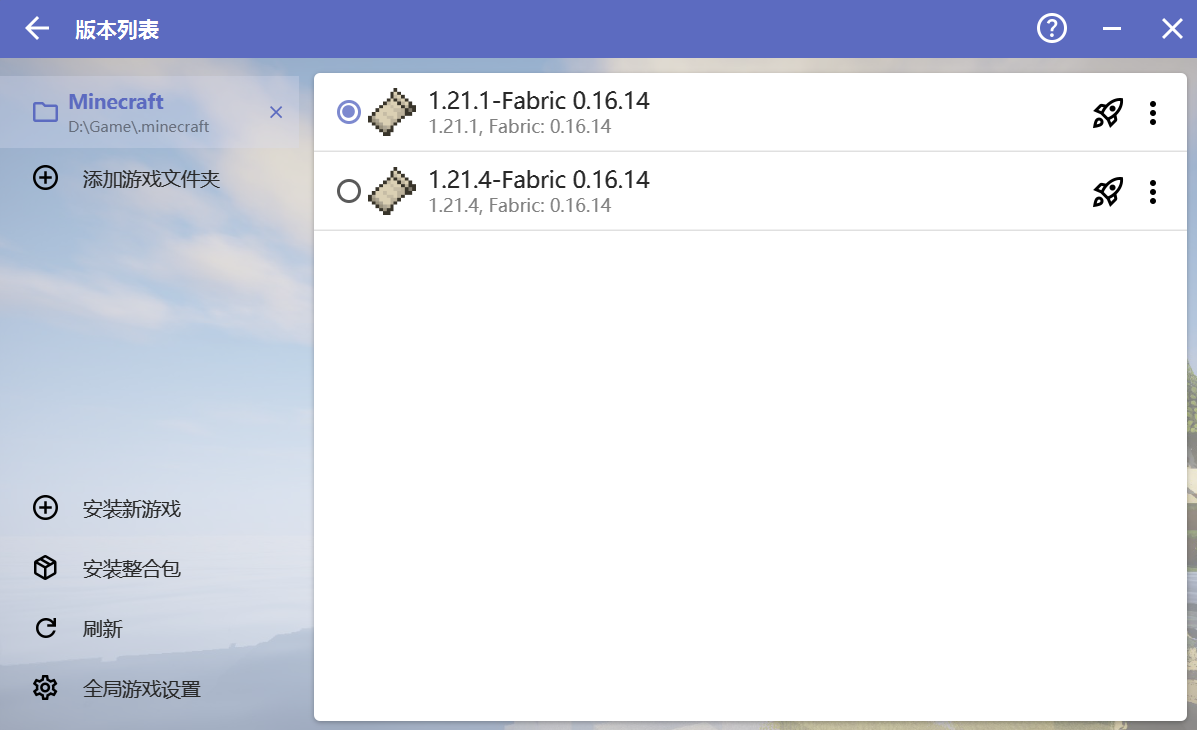 版本列表
Minecraft
D:\Game\.minecraft
添加游戏文件夹
安装新游戏
安装整合包
刷新
全局游戏设置
1.21.1-Fabric 0.16.14
1.21.1, Fabric: 0.16.14
1.21.4-Fabric 0.16.14
1.21.4, Fabric: 0.16.14